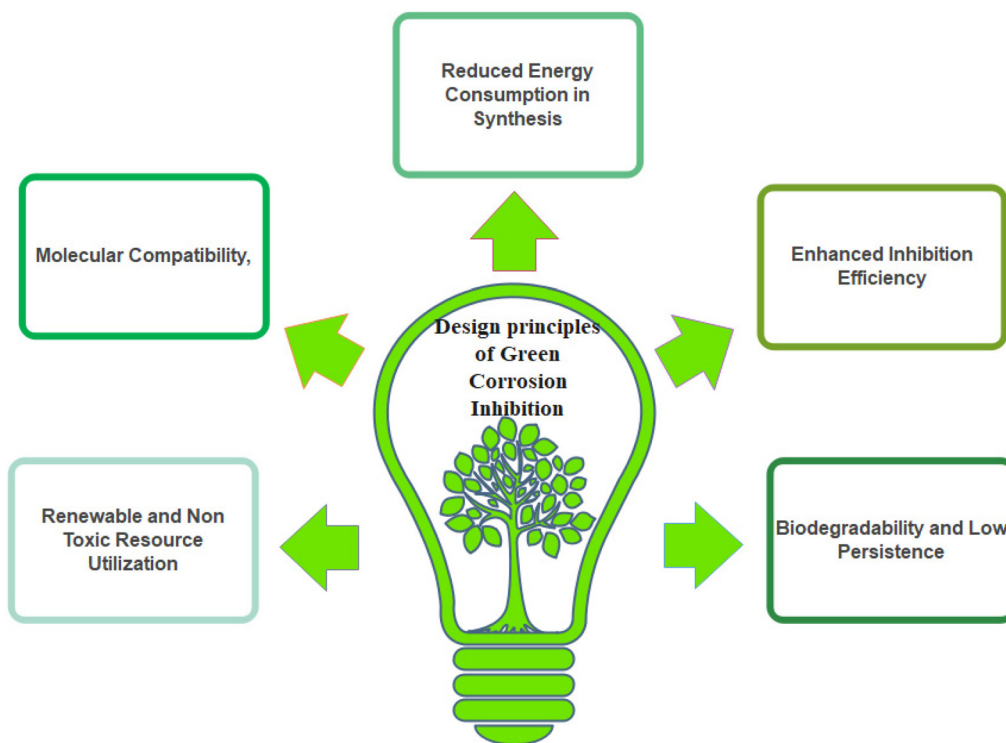 Reduced Energy
Consumption in
Synthesis
Molecular Compatibility,
Enhanced Inhibition
Efficiency
Design principles
of Green
Corrosion
Inhibition
Renewable and Non
Toxic Resource
Utilization
Biodegradability and Low
Persistence